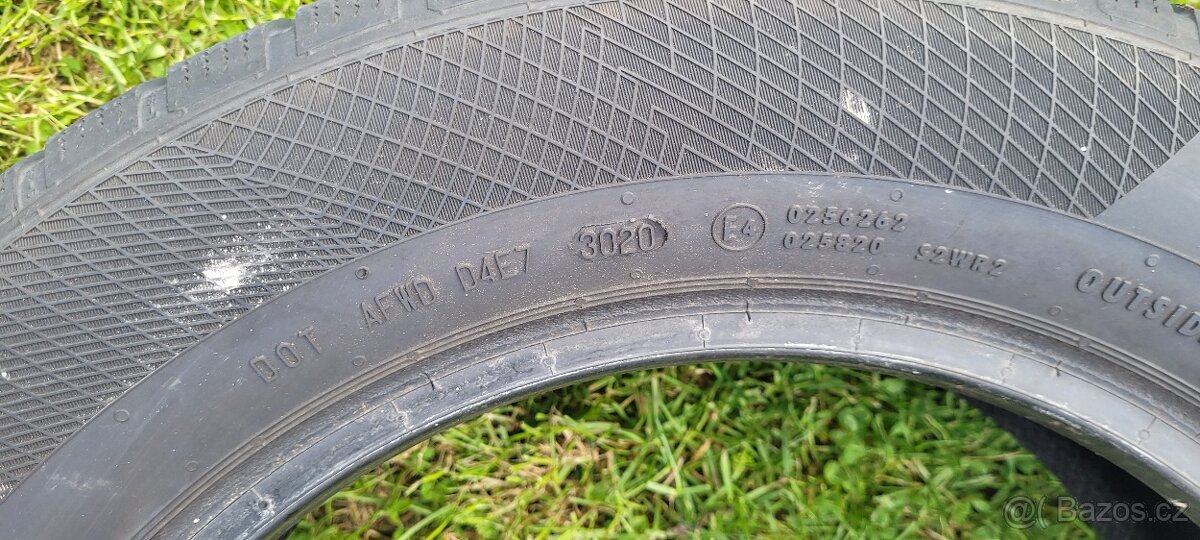 DOT AFWD D4E7 3020 E4 0256262
025820 S2WR2
OUTSID
@Bazos.cz